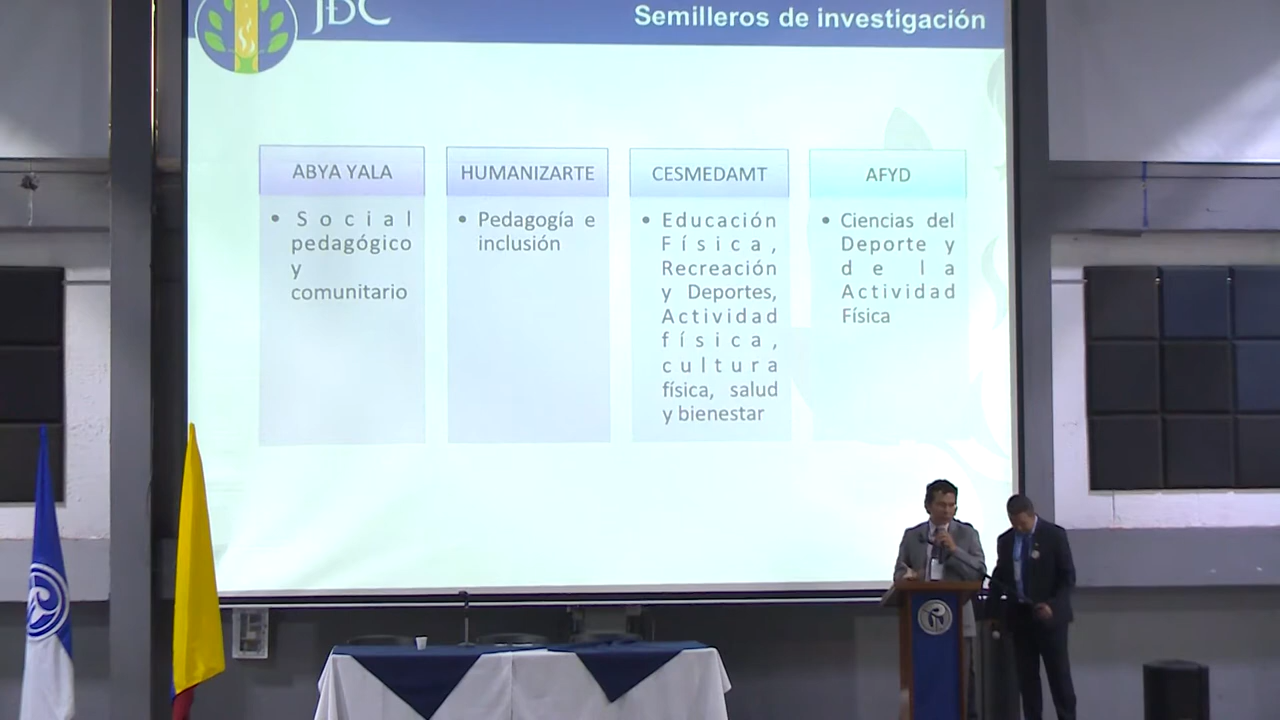 JDC
Semilleros de investigación
ABYA YALA
• Social
pedagógico
y
comunitario
HUMANIZARTE
• Pedagogía e
inclusión
CESMEDAMT
• Educación
Física,
Recreación
y Deportes,
Actividad
física,
cultura
física, salud
y bienestar
AFYD
• Ciencias del
Deporte y
de la
Actividad
Física